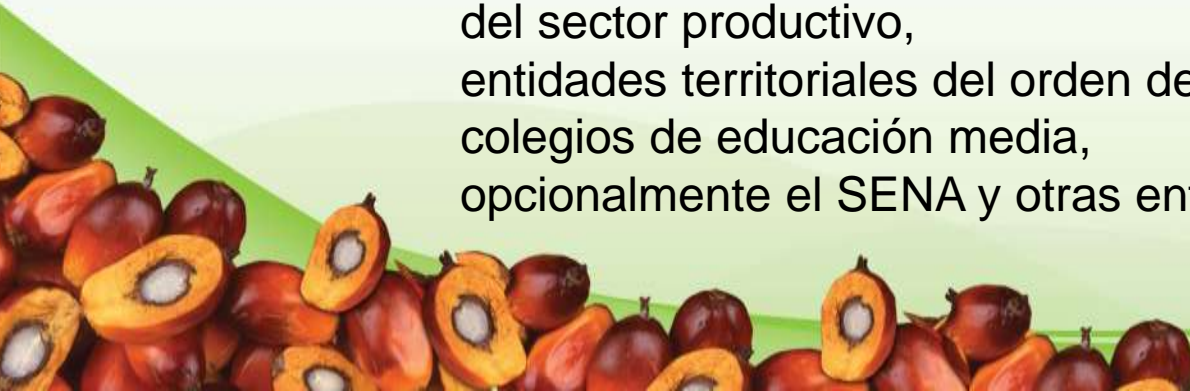 del sector productivo,
entidades territoriales del orden de
colegios de educación media,
opcionalmente el SENA y otras ent